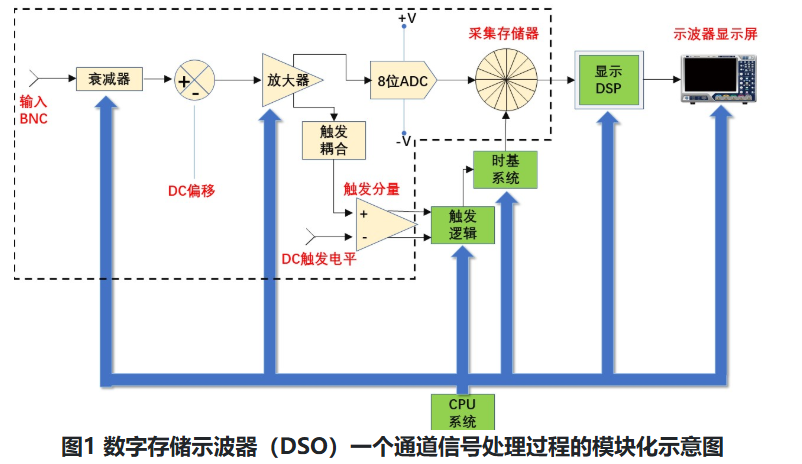 +V
采集存储器
示波器显示屏
衰减器
+
-
放大器
8位ADC
显示
DSP
输入
BNC
-V
触发
耦合
时基
系统
DC偏移
触发分量
+
-
触发
逻辑
DC触发电平
CPU
系统
图1 数字存储示波器（DSO）一个通道信号处理过程的模块化示意图